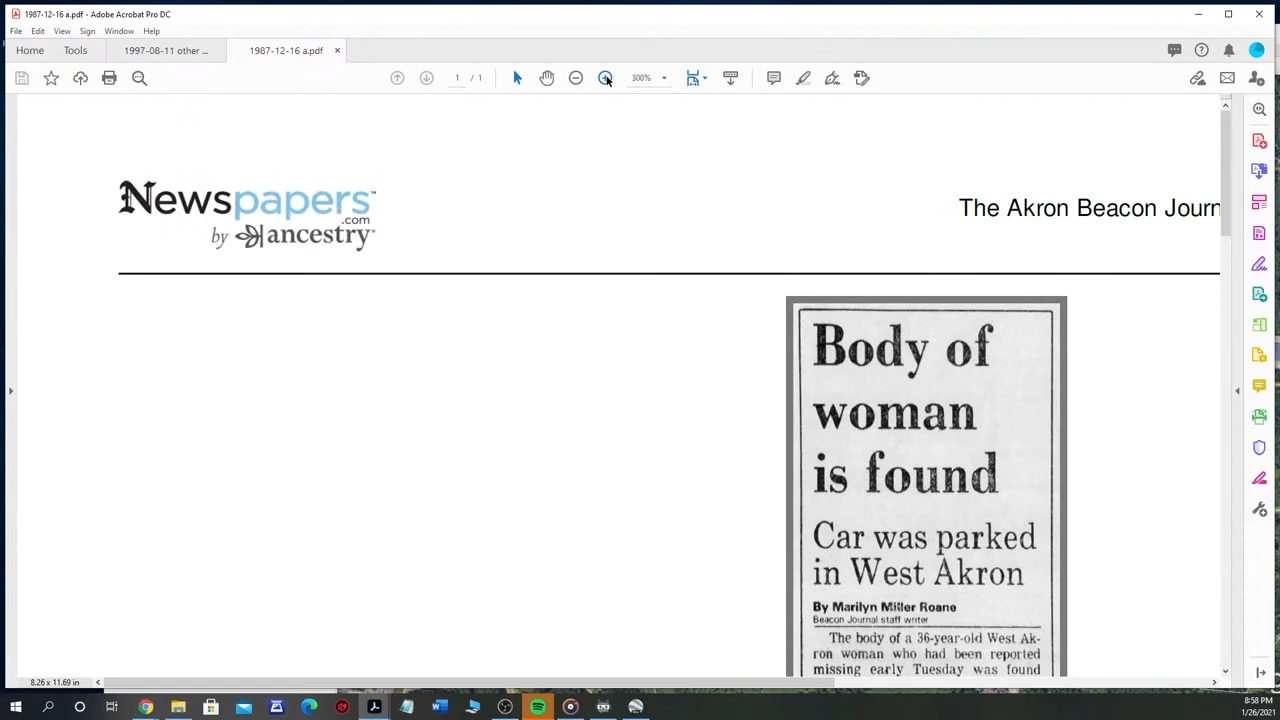 1987-12-16 a.pdf - Adobe Acrobat Pro DC
File Edit View Sign Window Help
Home Tools 1997-08-11 other ... 1987-12-16 a.pdf ×
1 / 1 300%
Newspapers™
.com
by ancestry®
The Akron Beacon Journ
Body of
woman
is found
Car was parked
in West Akron
By Marilyn Miller Roane
Beacon Journal staff writer
The body of a 36-year-old West Ak-
ron woman who had been reported
missing early Tuesday was found
8.26 x 11.69 in
8:58 PM
1/26/2021